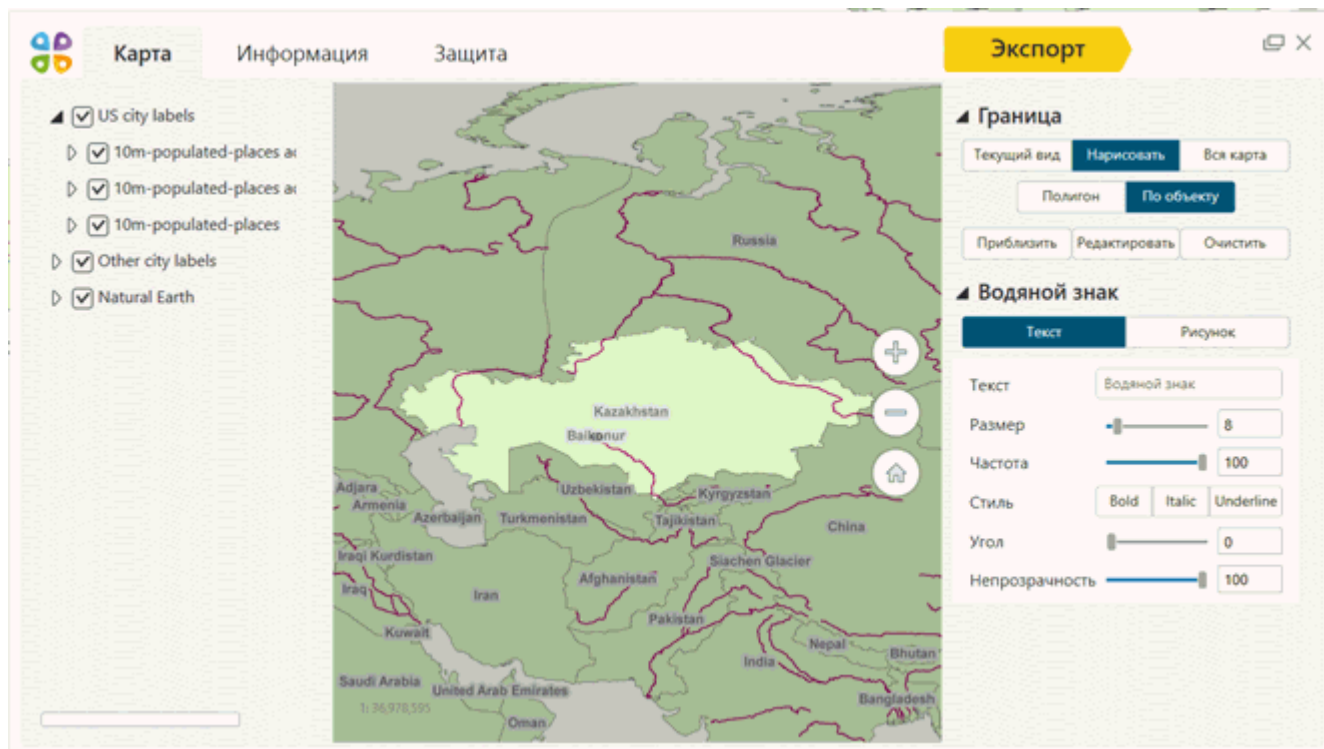 Карта
Информация
Защита
Экспорт
US city labels
10m-populated-places
10m-populated-places
10m-populated-places
Other city labels
Natural Earth
Russia
Kazakhstan
Baikonur
Adjara
Armenia
Azerbaijan
Turkmenistan
Uzbekistan
Kyrgyzstan
Tajikistan
China
Iraqi Kurdistan
Siachen Glacier
Iraq
Iran
Afghanistan
Kuwait
Pakistan
Nepal
India
Bhutan
Saudi Arabia
United Arab Emirates
Bangladesh
1: 36,978,595
Oman
Граница
Текущий вид Нарисовать Вся карта
Полигон По объекту
Приблизить Редактировать Очистить
Водяной знак
Текст Рисунок
Текст Водяной знак
Размер 8
Частота 100
Стиль Bold Italic Underline
Угол 0
Непрозрачность 100